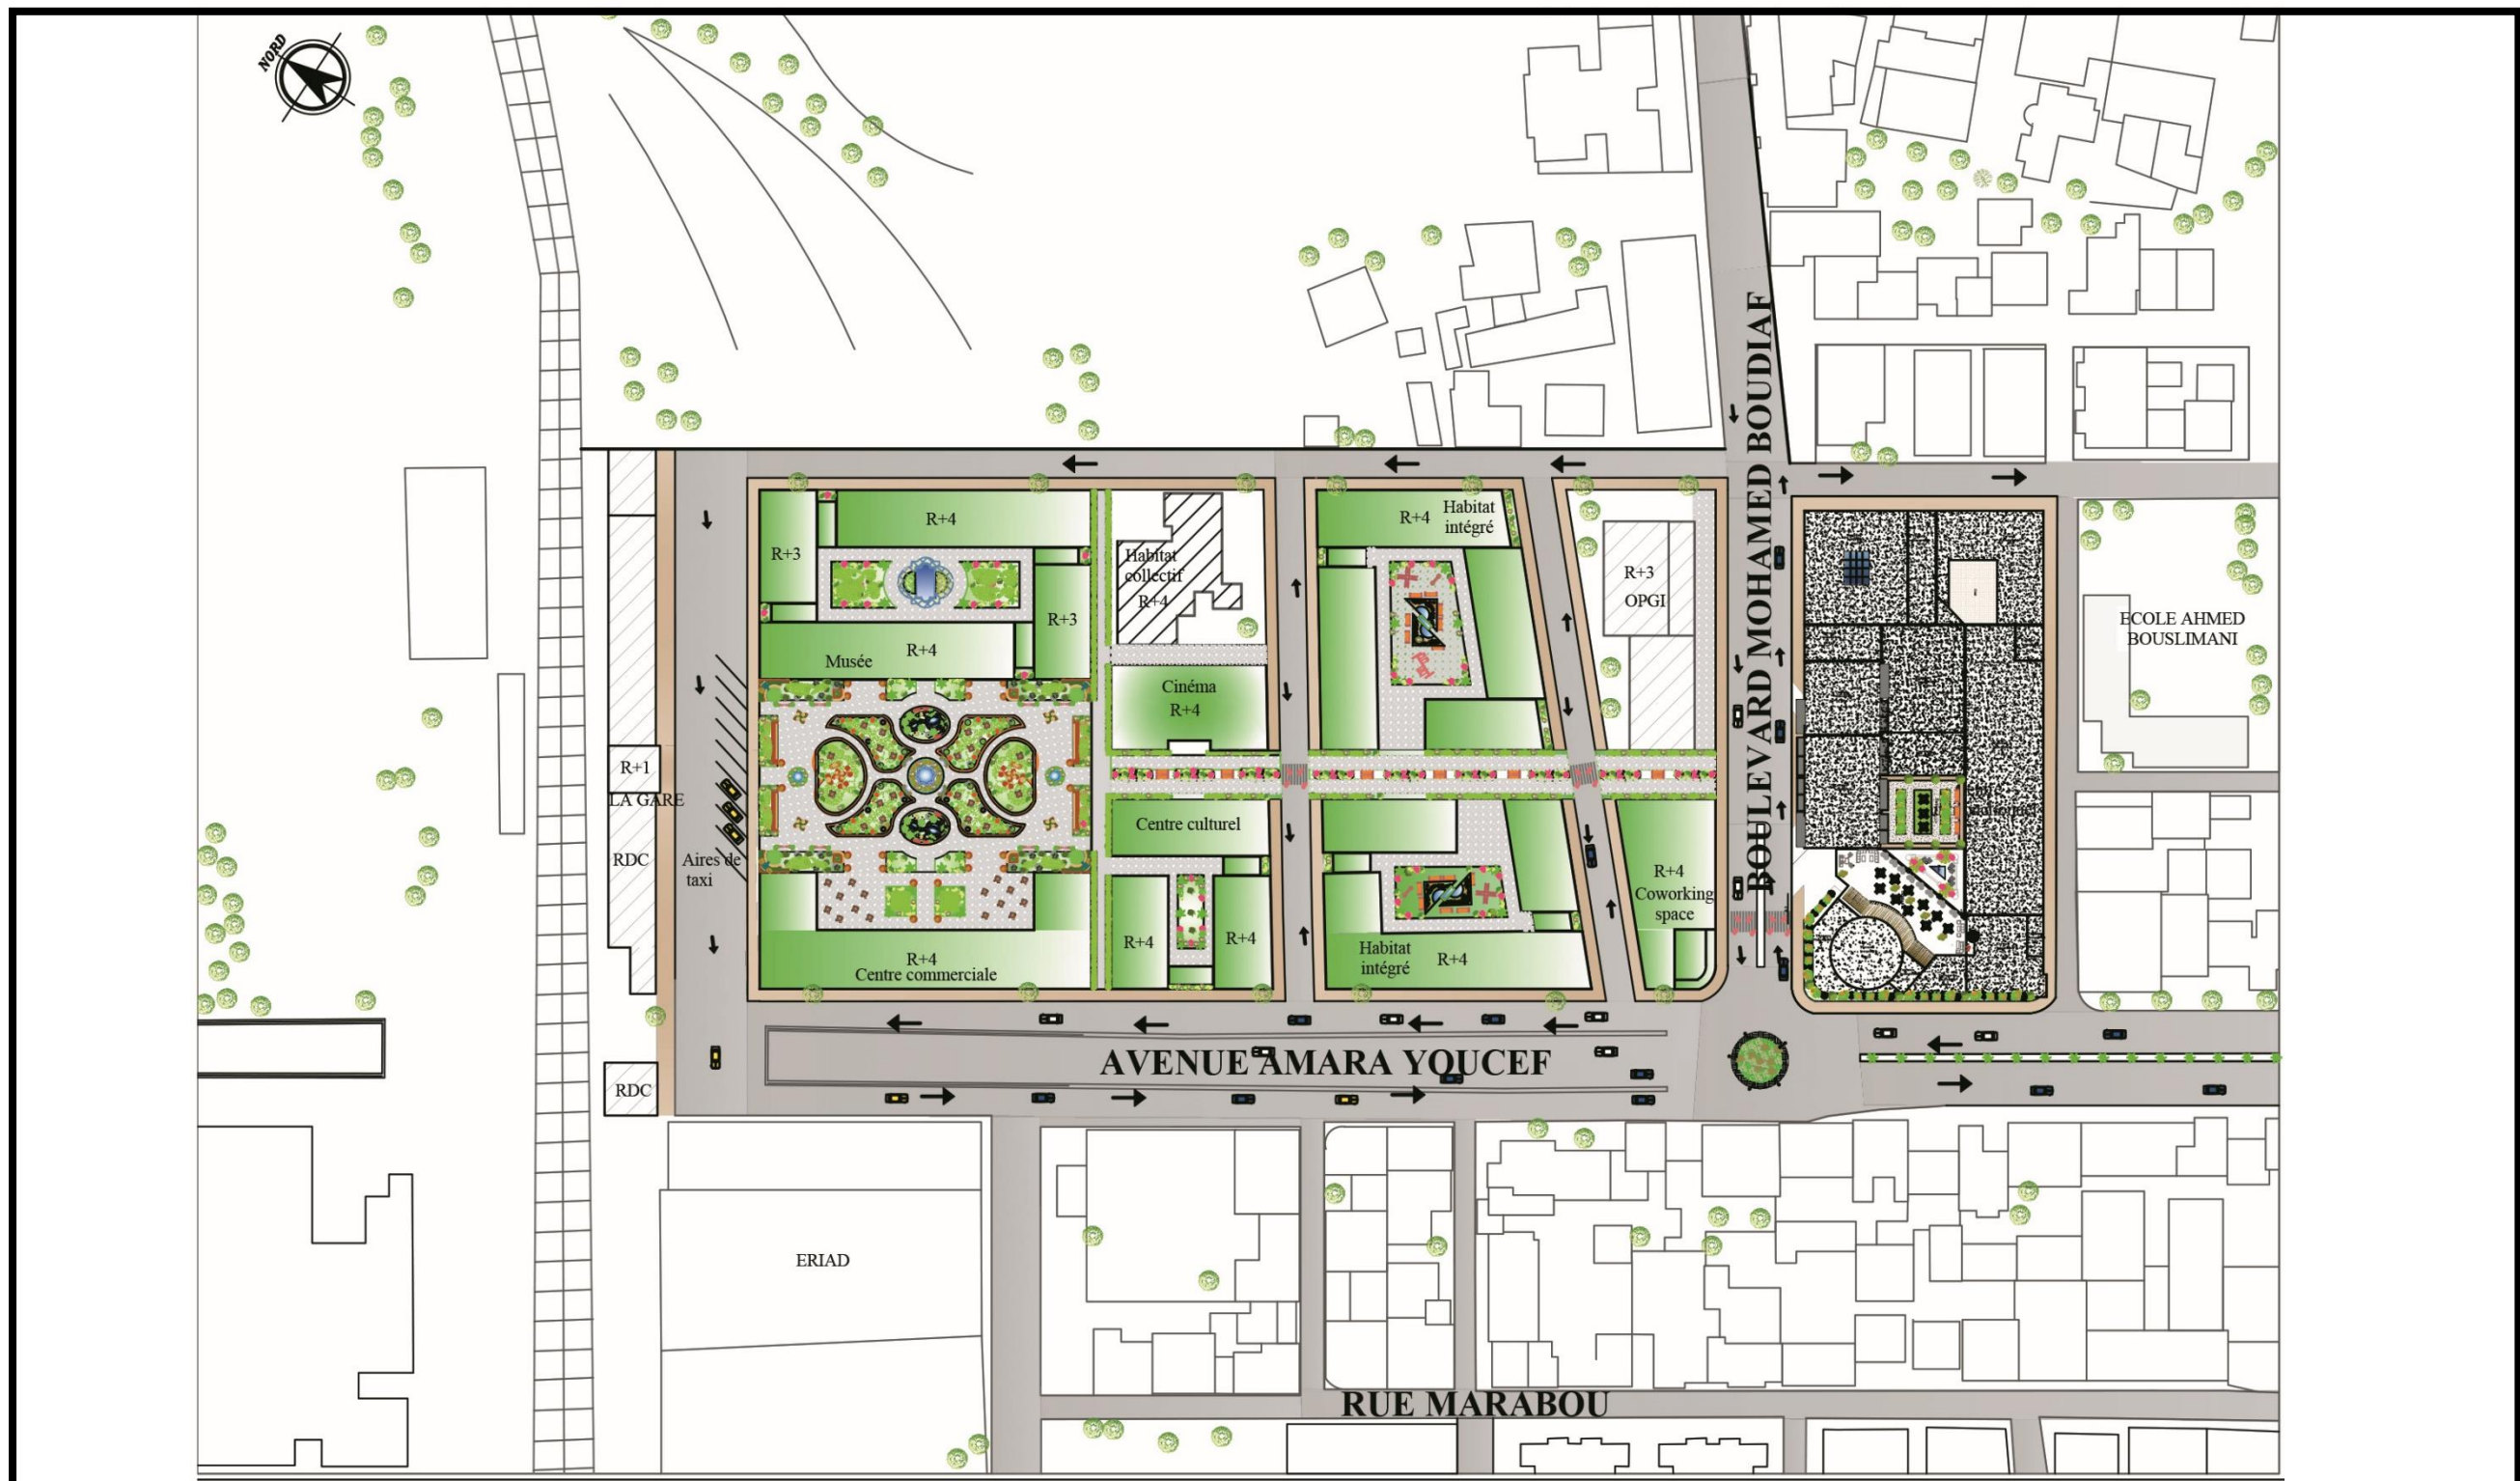 NORD
BOULEVARD MOHAMED BOUDIAF
R+4
Habitat
intégré
R+4
R+3
Habitat
collectif
R+4
R+3
OPGI
R+3
ECOLE AHMED
BOUSLIMANI
Musée
R+4
Cinéma
R+4
R+1
LA GARE
RDC
Aires de
taxi
Centre culturel
R+4
Coworking
space
R+4
R+4
R+4
Centre commerciale
Habitat
intégré
R+4
AVENUE AMARA YOUCEF
RDC
ERIAD
RUE MARABOU